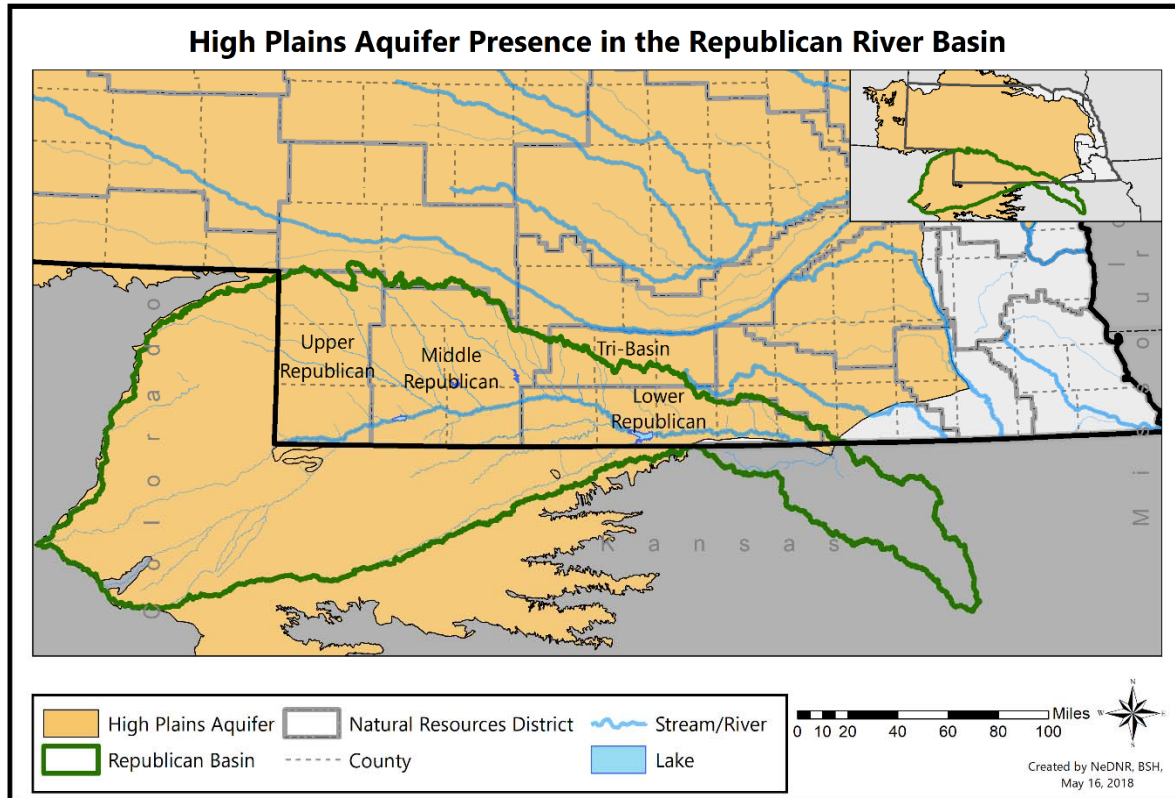 High Plains Aquifer Presence in the Republican River Basin
Colorado
Upper
Republican
Middle
Republican
Tri-Basin
Lower
Republican
Kansas
High Plains Aquifer
Natural Resources District
Stream/River
Republican Basin
County
Lake
Miles
0 10 20 40 60 80 100
N
W
E
S
Created by NeDNR, BSH,
May 16, 2018